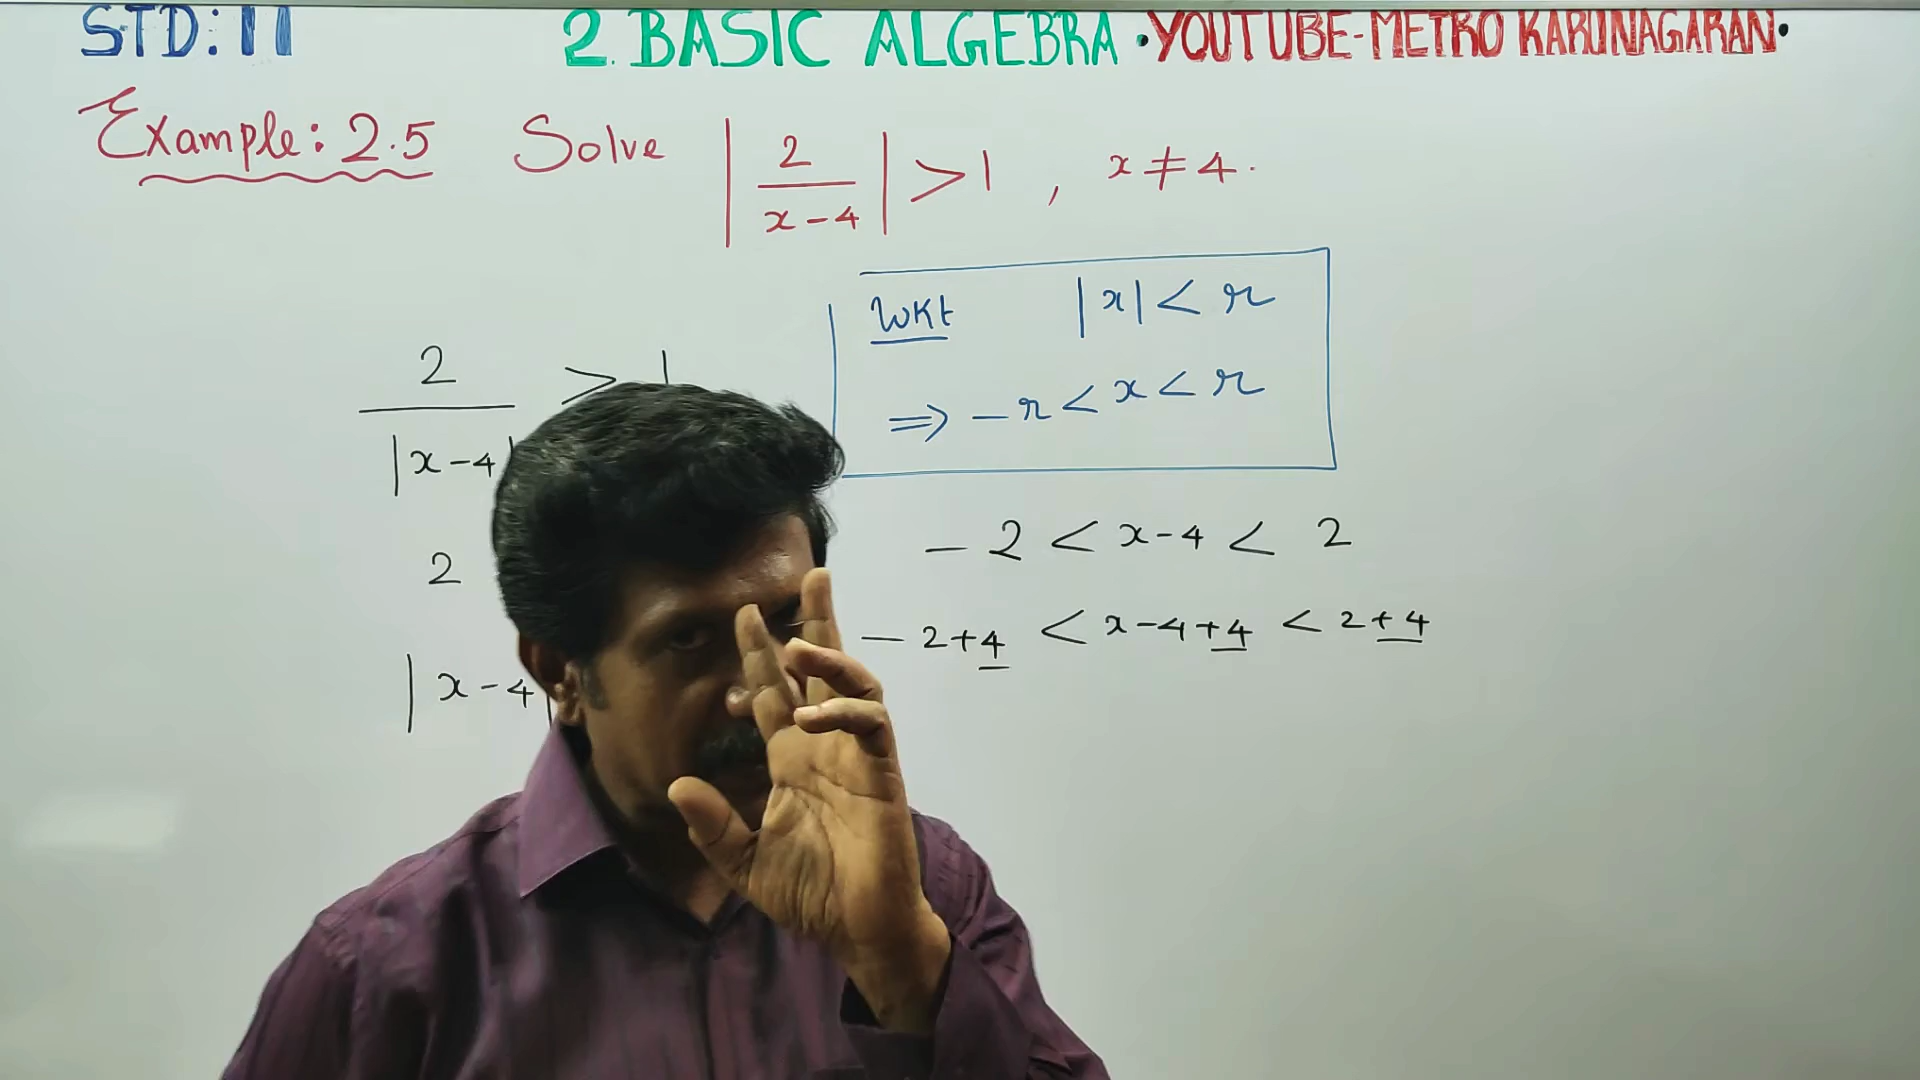 STD: 11 2. BASIC ALGEBRA • YOUTUBE-METRO KARUNAGARAN•
Example: 2.5 Solve | 2 / x-4 | > 1 , x ≠ 4.
WKt |x| < r
⇒ -r < x < r
2 > 1
|x-4|
- 2 < x-4 < 2
2
- 2+4 < x-4+4 < 2+4
| x-4|